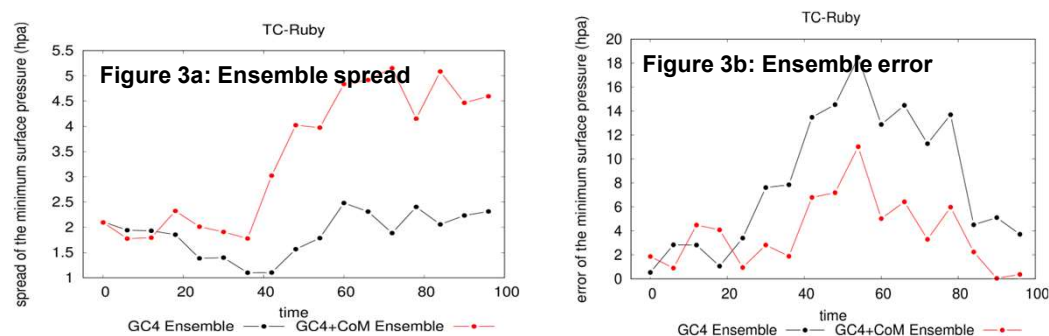 TC-Ruby
Figure 3a: Ensemble spread
spread of the minimum surface pressure (hpa)
5.5
5
4.5
4
3.5
3
2.5
2
1.5
1
0 20 40 60 80 100
time
GC4 Ensemble GC4+CoM Ensemble
TC-Ruby
Figure 3b: Ensemble error
error of the minimum surface pressure (hpa)
20
18
16
14
12
10
8
6
4
2
0
0 20 40 60 80 100
time
GC4 Ensemble GC4+CoM Ensemble